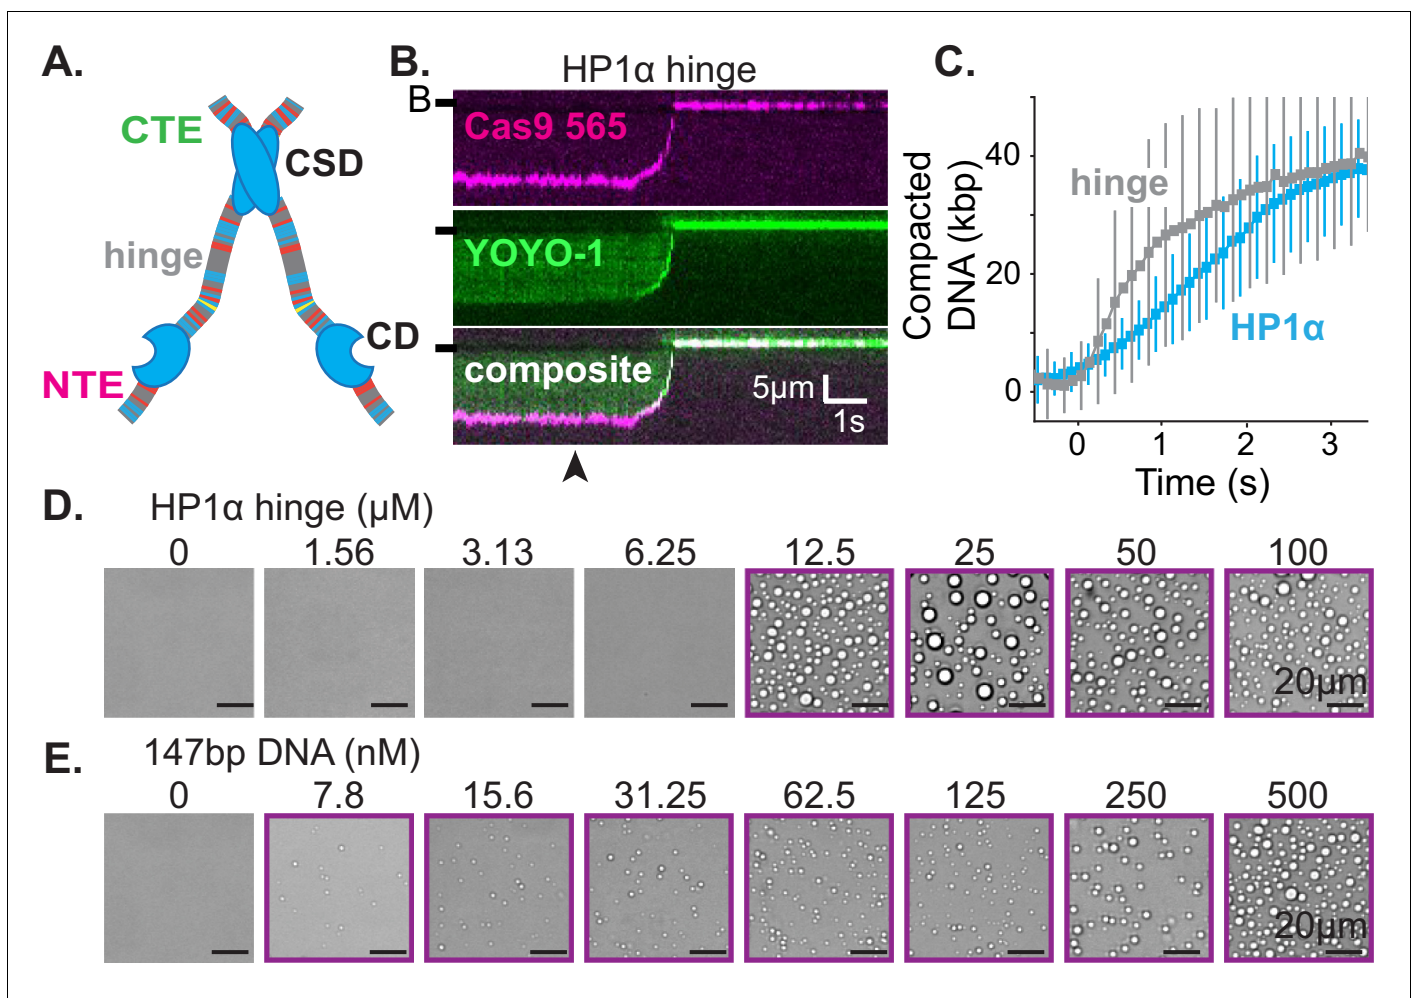 A.
CTE
CSD
hinge
CD
NTE
B.
HP1α hinge
B
Cas9 565
YOYO-1
composite
5μm
1s
C.
Compacted
DNA (kbp)
40
20
0
hinge
HP1α
0 1 2 3
Time (s)
D.
HP1α hinge (μM)
0 1.56 3.13 6.25 12.5 25 50 100
20μm
E.
147bp DNA (nM)
0 7.8 15.6 31.25 62.5 125 250 500
20μm